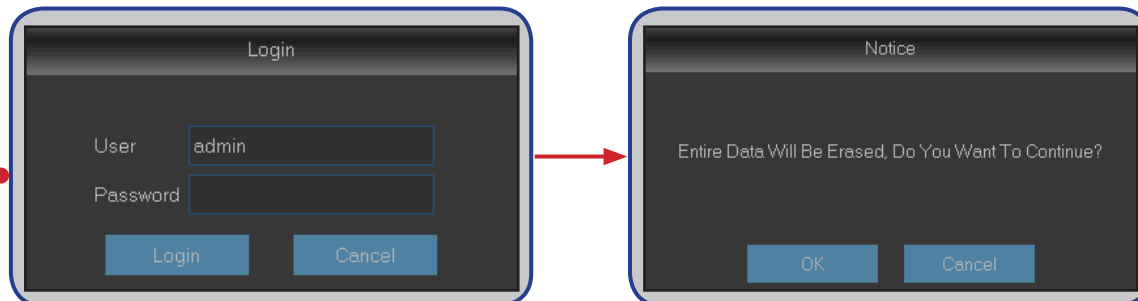 Login
User
admin
Password
Login
Cancel
Notice
Entire Data Will Be Erased, Do You Want To Continue?
OK
Cancel